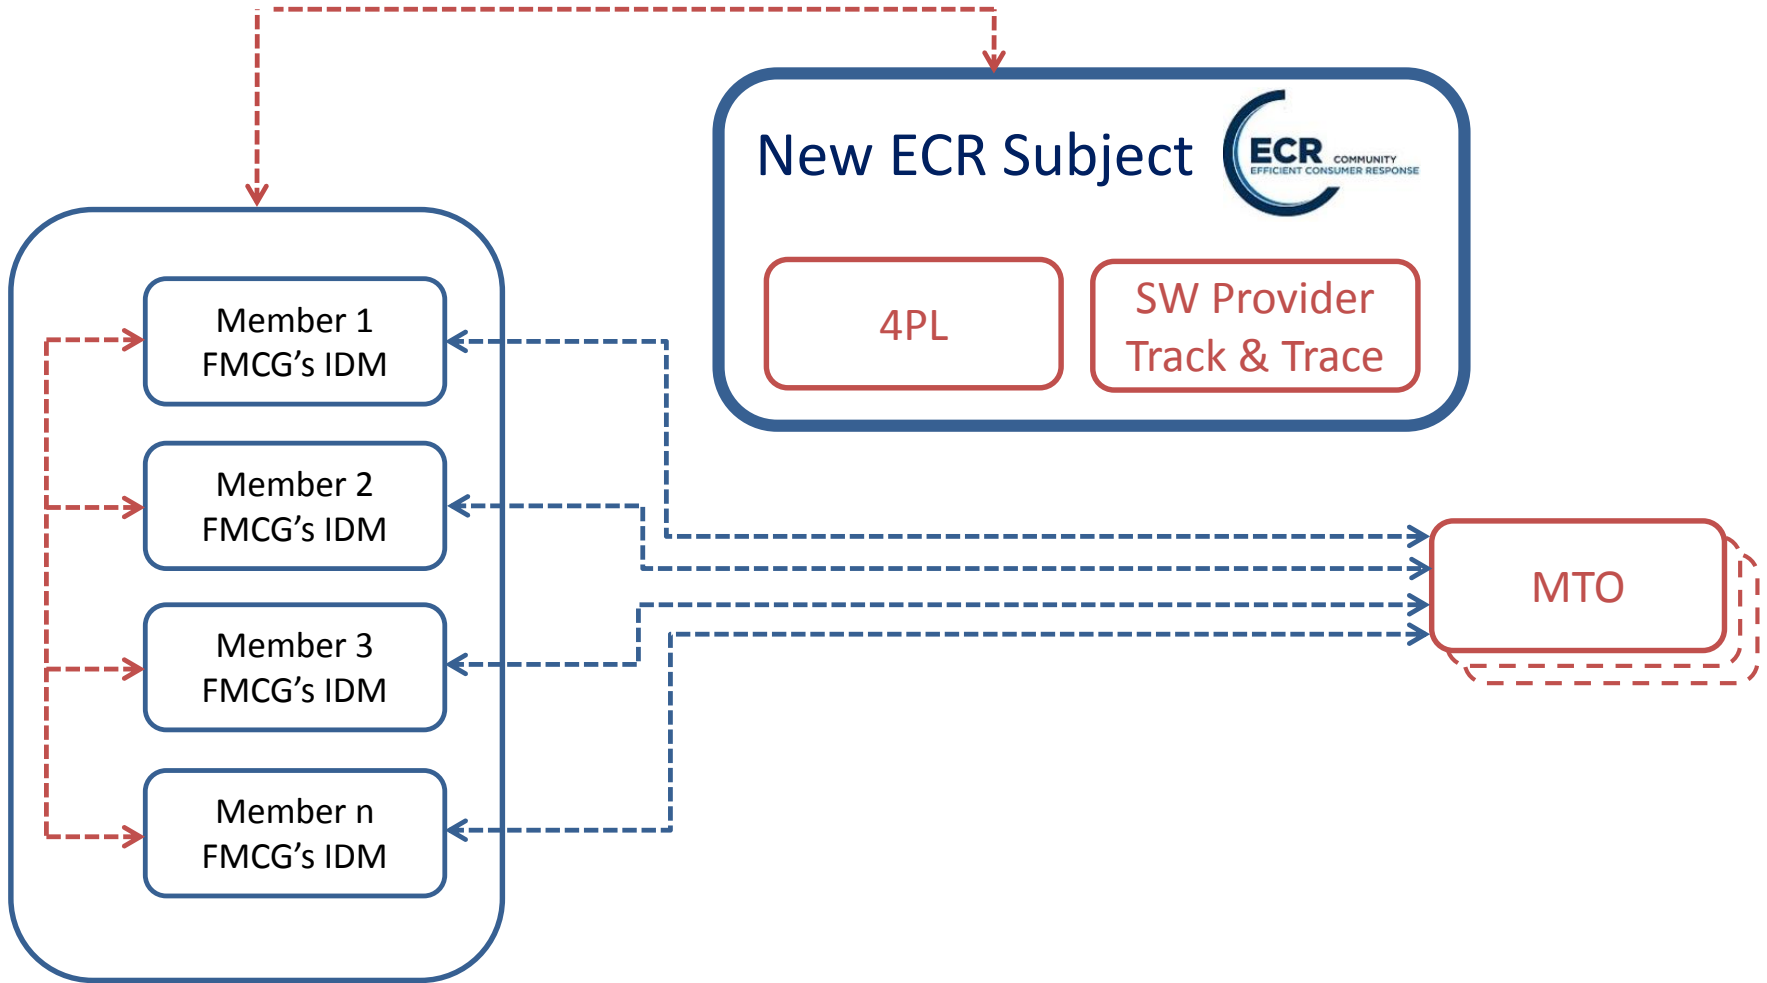 New ECR Subject
ECR COMMUNITY
EFFICIENT CONSUMER RESPONSE
4PL
SW Provider
Track & Trace
Member 1
FMCG’s IDM
Member 2
FMCG’s IDM
Member 3
FMCG’s IDM
Member n
FMCG’s IDM
MTO